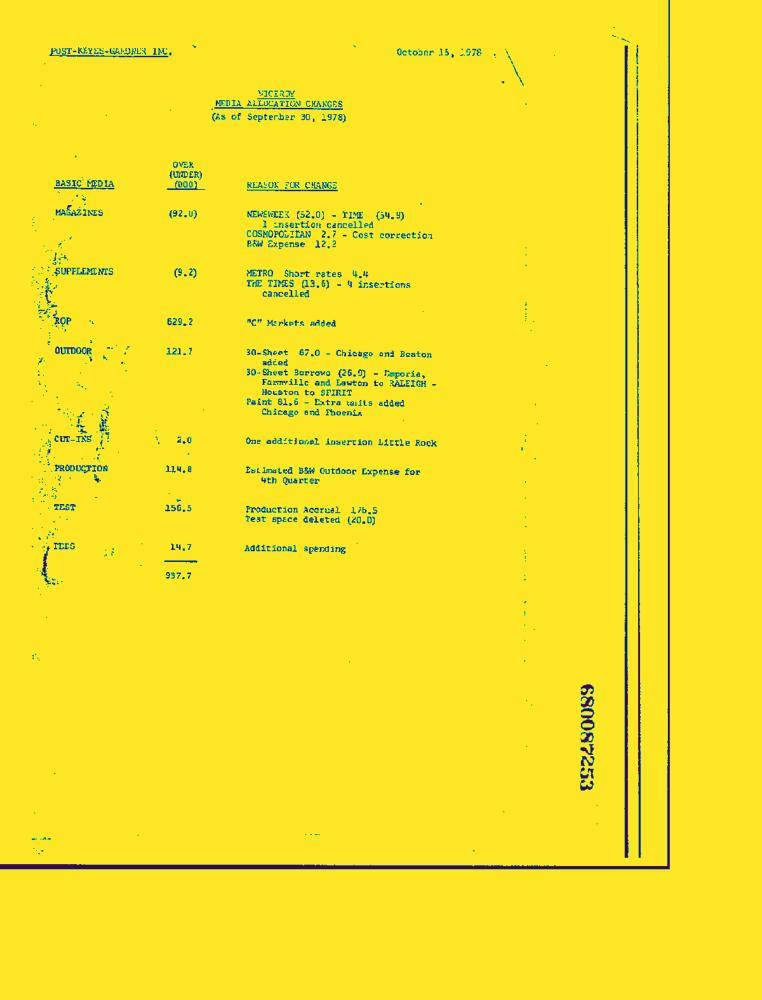 POST-KEYES-GARDNER INC. October 16, 1978
VICEROY
MEDIA ALLOCATION CHANGES
(As of September 30, 1978)
OVER
(UNDER)
BASIC MEDIA (000) REASON FOR CHANGE
MAGAZINES (92.0) NEWSWEEK (52.0) - TIME (54.9)
1 insertion cancelled
COSMOPOLITAN 2.7 - Cost correction
B&W Expense 12.2
SUPPLEMENTS (9.2) METRO Short rates 4.4
THE TIMES (13.6) - 4 insertions
cancelled
ROP 629.2 "C" Markets added
OUTDOOR 121.7 30-Sheet 67.0 - Chicago and Boston
added
30-Sheet Borrows (26.9) - Emporia,
Farmville and Lawton to RALEIGH -
Houston to SPIRIT
Paint 81.6 - Extra units added
Chicago and Phoenix
CUT-INS 2.0 One additional insertion Little Rock
PRODUCTION 114.8 Estimated B&W Outdoor Expense for
4th Quarter
TEST 156.5 Production Accrual 176.5
Test space deleted (20.0)
FEES 14.7 Additional spending
937.7
680087253